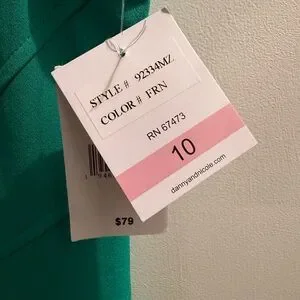 STYLE # 92334MZ
COLOR # FRN
RN 67473
10
dannyandnicole.com
$79